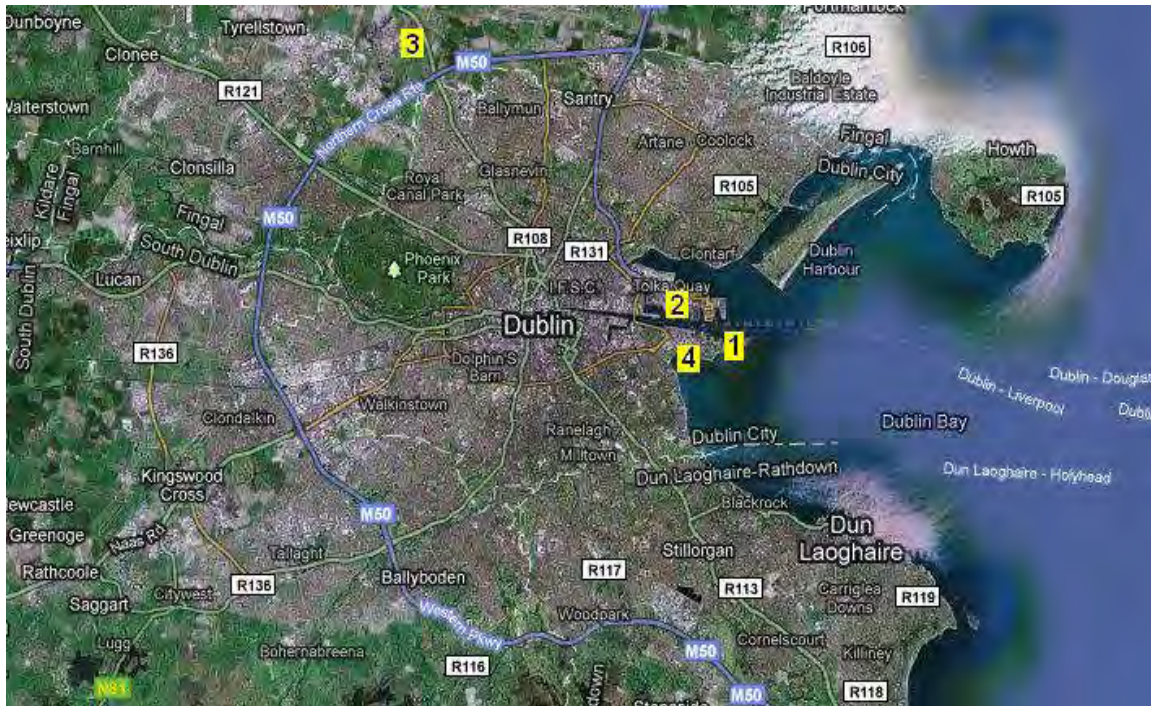 Dunboyne
Tyrellstown
Portmarnock
Clonee
3
M50
R106
R121
Baldoyle
Industrial Estate
Walterstown
Ballymun
Santry
Northern Cross Rte
Barnhill
Artane
Coolock
Fingal
Howth
Clonsilla
Glasnevin
Dublin City
Kildare
Fingal
Royal
Canal Park
R105
R105
Fingal
M50
South Dublin
R108
R131
Clontarf
Dublin
Harbour
Lucan
Phoenix
Park
I.F.S.C.
Tolka Quay
2
South Dublin
Dublin
1
R136
Dolphin'S
Barn
4
Dublin - Liverpool
Dublin - Douglas
Walkinstown
Clondalkin
Ranelagh
Milltown
Dublin City
Dublin Bay
Kingswood
Cross
Dun Laoghaire-Rathdown
Dun Laoghaire - Holyhead
Newcastle
Blackrock
Greenoge
Naas Rd
M50
Dun
Laoghaire
Tallaght
Stillorgan
Rathcoole
R136
Ballyboden
R117
R113
Carriglea
Downs
R119
Saggart
Citywest
Western Pkwy
Woodpark
Cornelscourt
Lugg
Bohernabreena
R116
M50
Killiney
N81
M50
R118